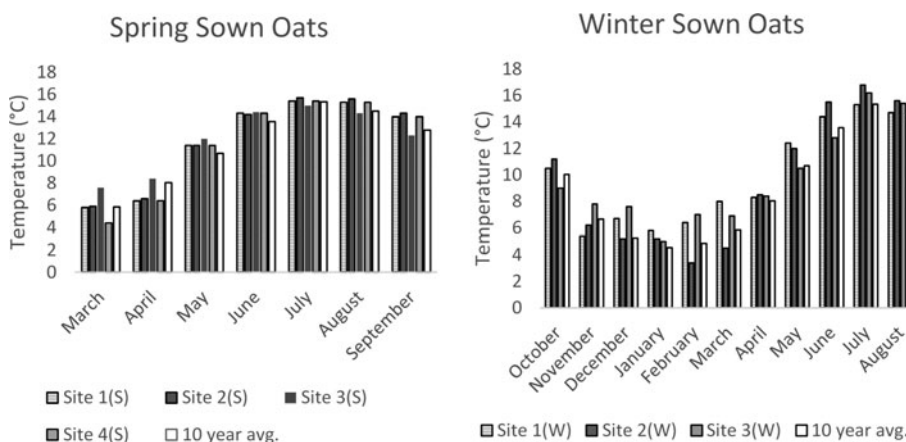 Spring Sown Oats
Temperature (°C)
18
16
14
12
10
8
6
4
2
0
March
April
May
June
July
August
September
Site 1(S) Site 2(S) Site 3(S)
Site 4(S) 10 year avg.
Winter Sown Oats
Temperature (°C)
18
16
14
12
10
8
6
4
2
0
October
November
December
January
February
March
April
May
June
July
August
Site 1(W) Site 2(W) Site 3(W) 10 year avg.